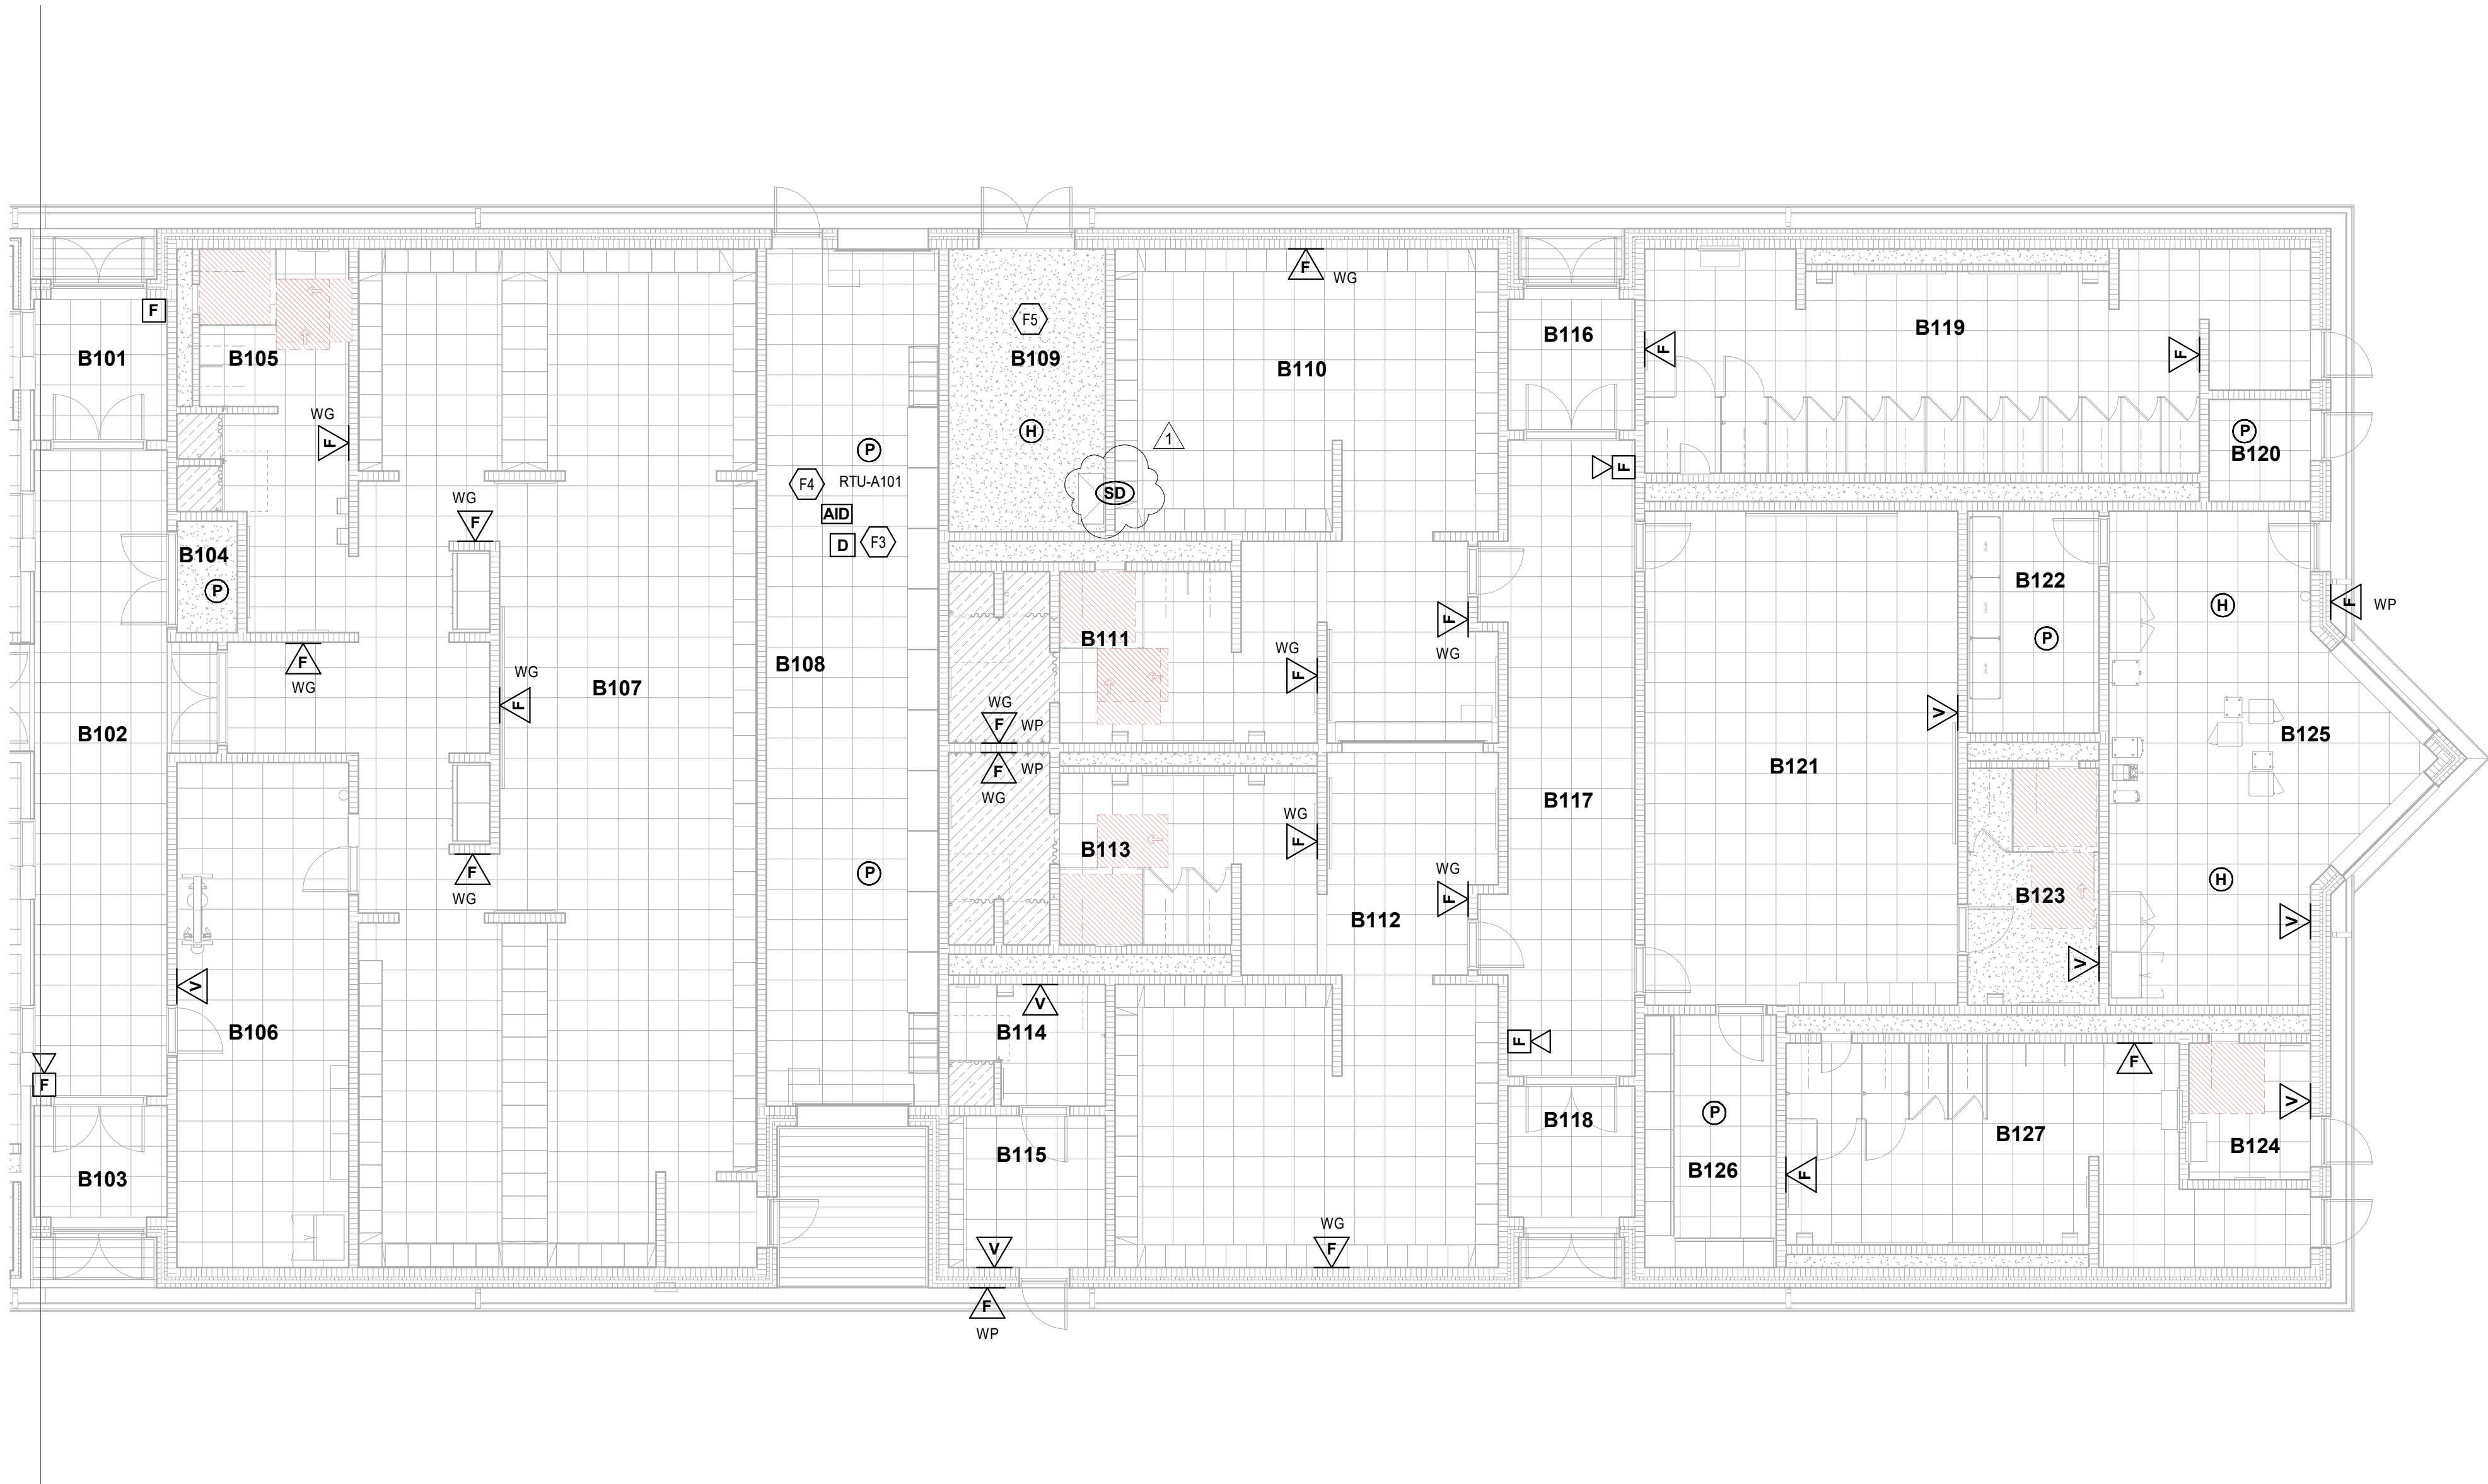 F
WG
F
F5
F
B101
B105
B109
B110
B116
B119
F
F
WG
F
H
1
P
B120
P
F4
RTU-A101
F
SD
WG
F
AID
D
F3
B104
P
B122
H
F
WP
F
WG
B111
P
F
WG
WG
F
WG
B108
B107
WG
F
V
B102
WG
F
WP
B125
F
WP
WG
B121
B117
WG
F
B113
F
WG
P
WG
F
H
B123
B112
V
V
V
V
B106
B114
F
F
F
V
P
B118
B127
B124
B115
B126
F
B103
WG
V
F
F
WP